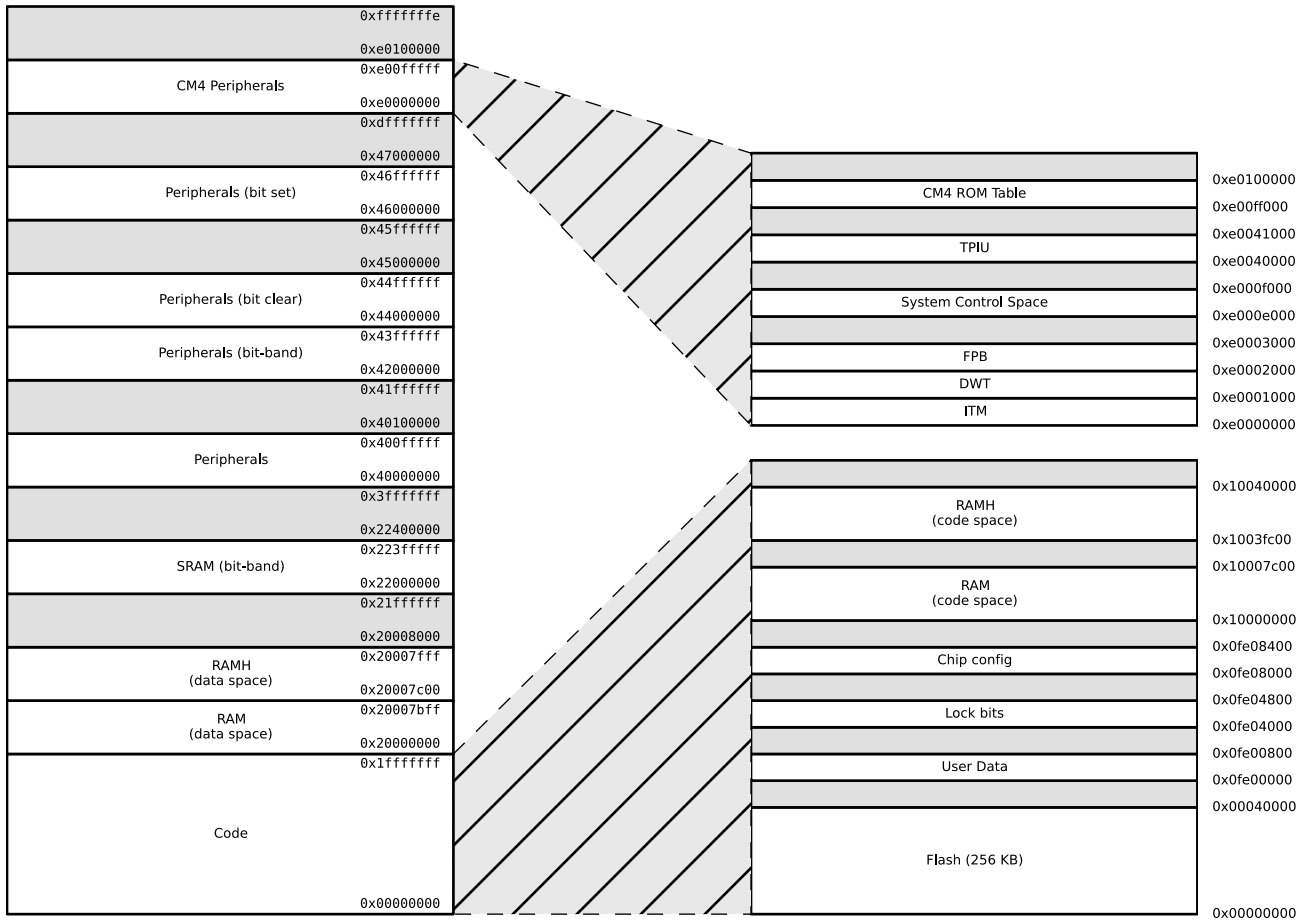 0xfffffffe
0xe0100000
0xe00fffff
CM4 Peripherals
0xe0000000
0xdfffffff
0x47000000
0x46ffffff
Peripherals (bit set)
0x46000000
0x45ffffff
0x45000000
0x44ffffff
Peripherals (bit clear)
0x44000000
0x43ffffff
Peripherals (bit-band)
0x42000000
0x41ffffff
0x40100000
0x400fffff
Peripherals
0x40000000
0x3fffffff
0x22400000
0x223fffff
SRAM (bit-band)
0x22000000
0x21ffffff
0x20008000
0x20007fff
RAMH
(data space)
0x20007c00
0x20007bff
RAM
(data space)
0x20000000
0x1fffffff
Code
0x00000000
0xe0100000
CM4 ROM Table
0xe00ff000
0xe0041000
TPIU
0xe0040000
0xe000f000
System Control Space
0xe000e000
0xe0003000
FPB
0xe0002000
DWT
0xe0001000
ITM
0xe0000000
0x10040000
RAMH
(code space)
0x1003fc00
0x10007c00
RAM
(code space)
0x10000000
0x0fe08400
Chip config
0x0fe08000
0x0fe04800
Lock bits
0x0fe04000
0x0fe00800
User Data
0x0fe00000
0x00040000
Flash (256 KB)
0x00000000